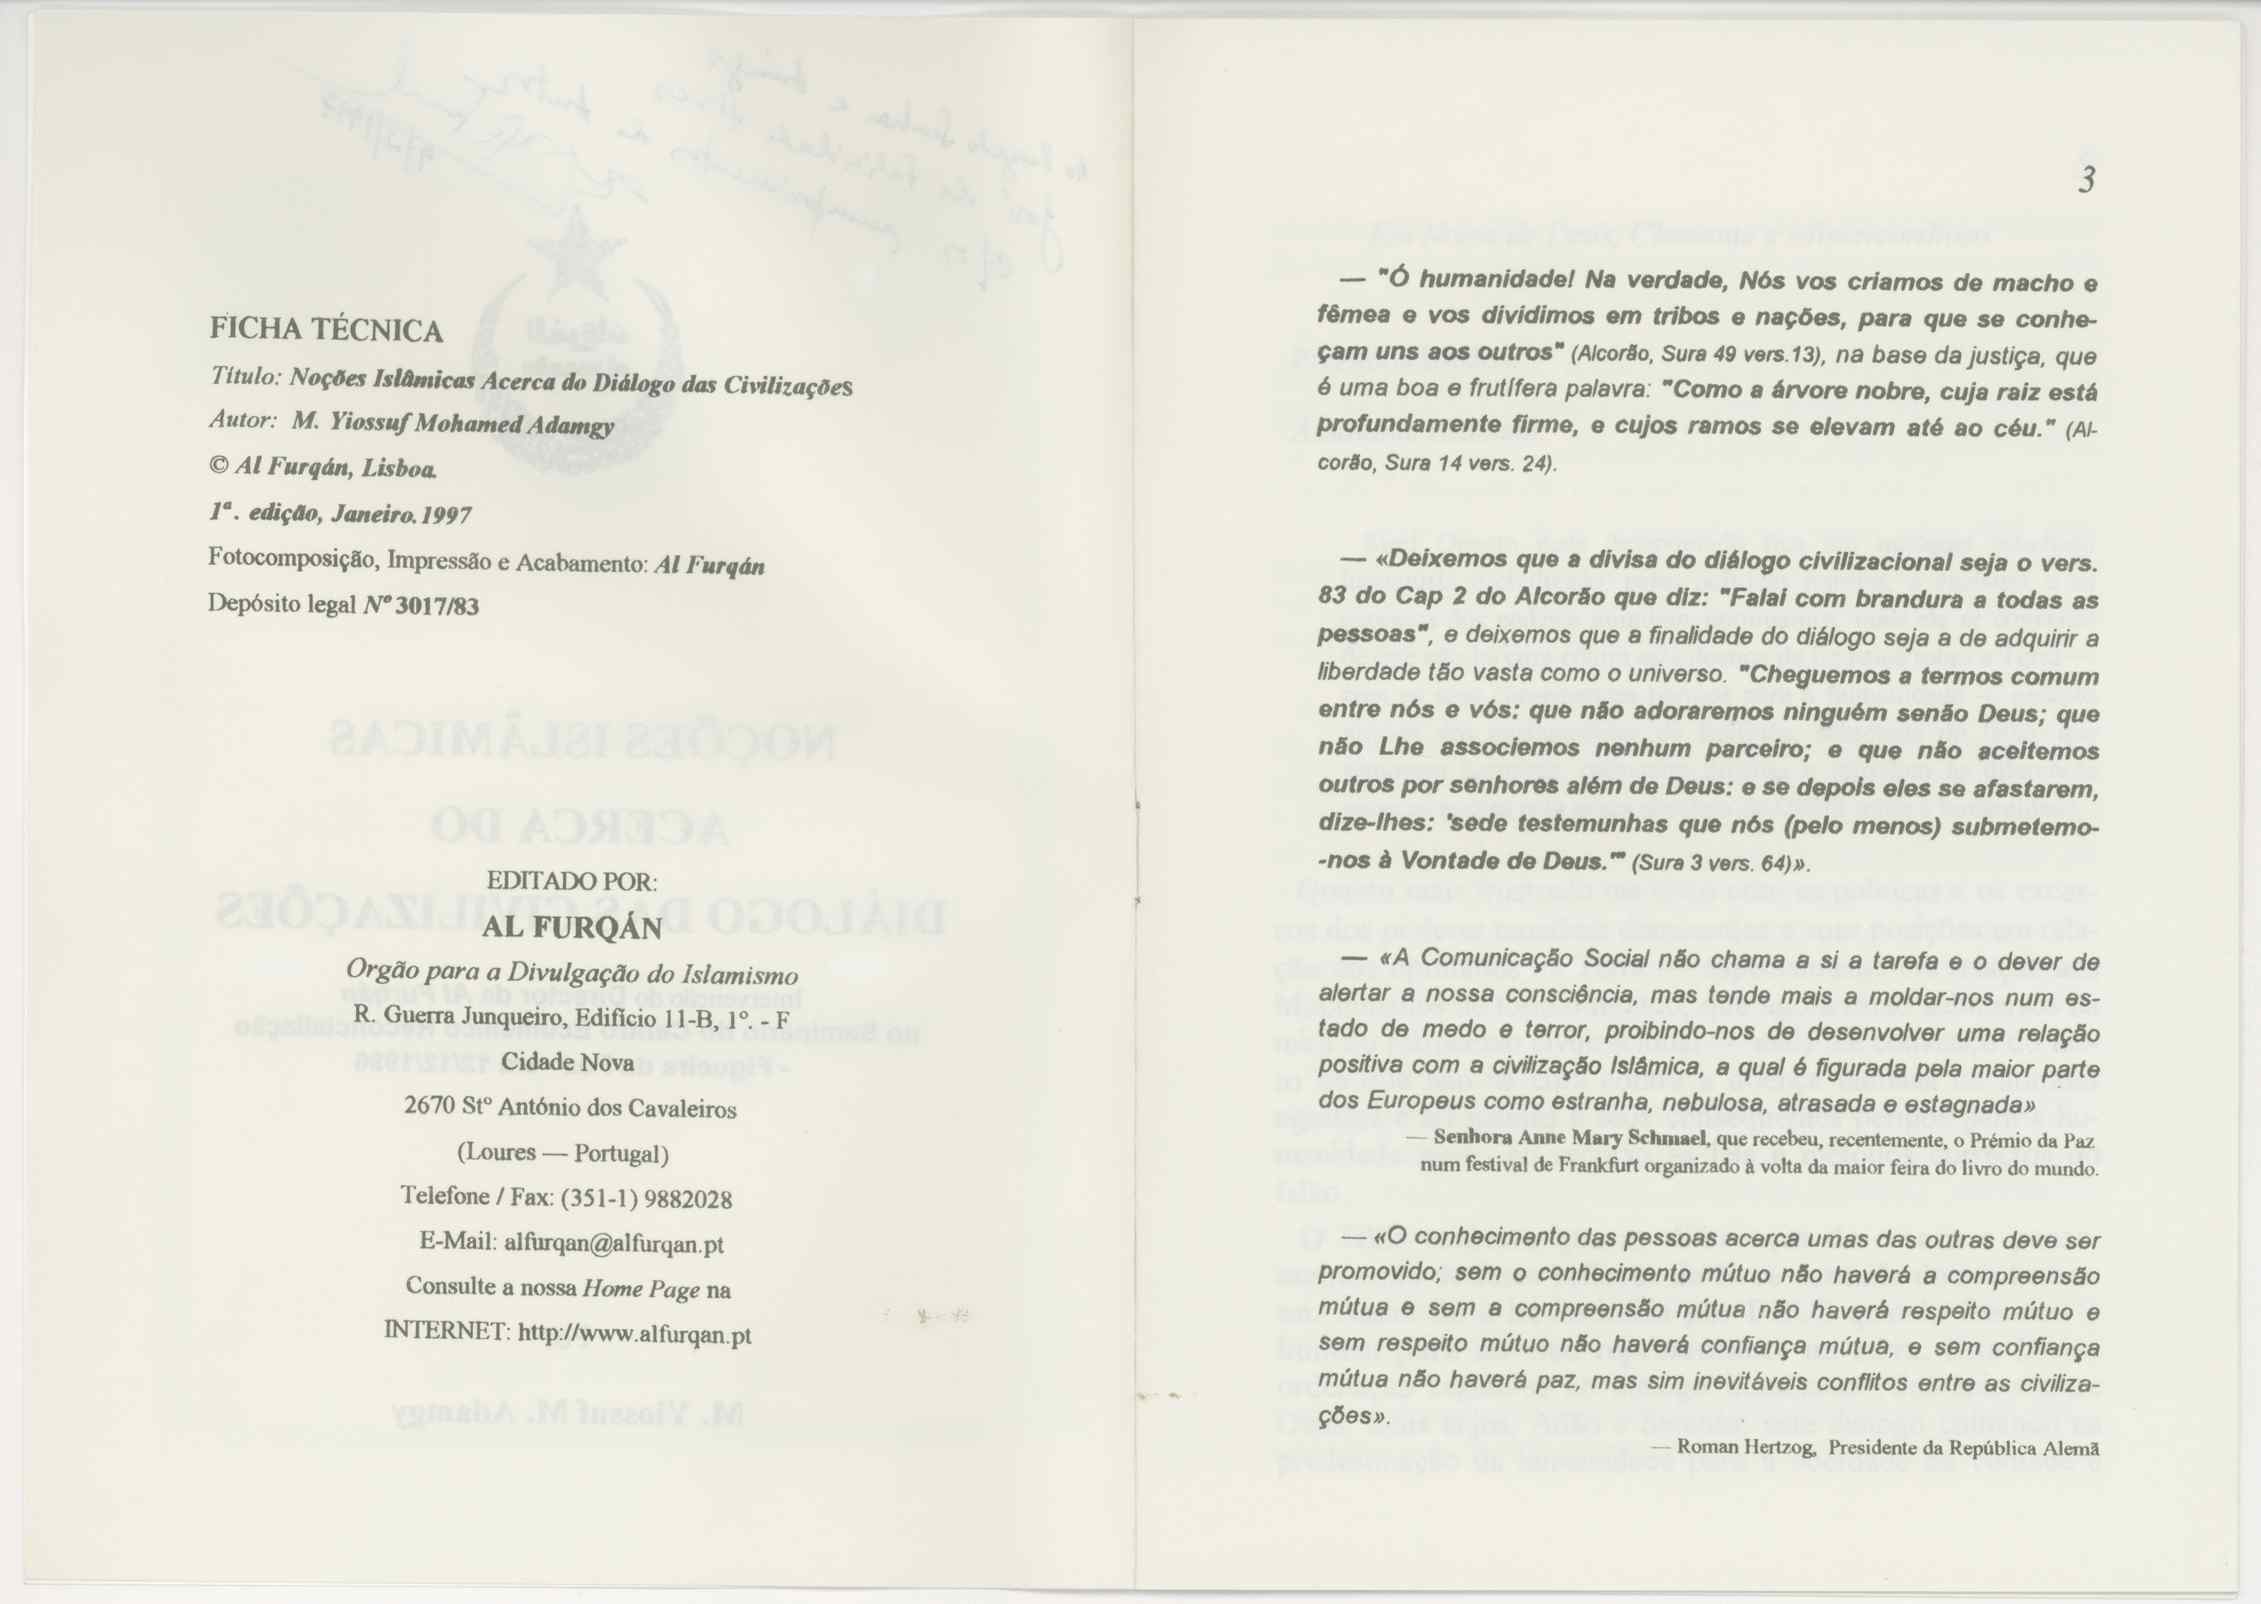 FICHA TÉCNICA
Título: Noções Islâmicas Acerca do Diálogo das Civilizações
Autor: M. Yiossuf Mohamed Adamgy
© Al Furqán, Lisboa.
1ª. edição, Janeiro.1997
Fotocomposição, Impressão e Acabamento: Al Furqán
Depósito legal Nº 3017/83
EDITADO POR:
AL FURQÁN
Orgão para a Divulgação do Islamismo
R. Guerra Junqueiro, Edifício 11-B, 1º. - F
Cidade Nova
2670 Stº António dos Cavaleiros
(Loures — Portugal)
Telefone / Fax: (351-1) 9882028
E-Mail: alfurqan@alfurqan.pt
Consulte a nossa Home Page na
INTERNET: http://www.alfurqan.pt
3
— "Ó humanidade! Na verdade, Nós vos criamos de macho e
fêmea e vos dividimos em tribos e nações, para que se conhe-
çam uns aos outros" (Alcorão, Sura 49 vers.13), na base da justiça, que
é uma boa e frutífera palavra: "Como a árvore nobre, cuja raiz está
profundamente firme, e cujos ramos se elevam até ao céu." (Al-
corão, Sura 14 vers. 24).
— «Deixemos que a divisa do diálogo civilizacional seja o vers.
83 do Cap 2 do Alcorão que diz: "Falai com brandura a todas as
pessoas", e deixemos que a finalidade do diálogo seja a de adquirir a
liberdade tão vasta como o universo. "Cheguemos a termos comum
entre nós e vós: que não adoraremos ninguém senão Deus; que
não Lhe associemos nenhum parceiro; e que não aceitemos
outros por senhores além de Deus: e se depois eles se afastarem,
dize-lhes: 'sede testemunhas que nós (pelo menos) submetemo-
-nos à Vontade de Deus.'" (Sura 3 vers. 64)».
— «A Comunicação Social não chama a si a tarefa e o dever de
alertar a nossa consciência, mas tende mais a moldar-nos num es-
tado de medo e terror, proibindo-nos de desenvolver uma relação
positiva com a civilização Islâmica, a qual é figurada pela maior parte
dos Europeus como estranha, nebulosa, atrasada e estagnada»
— Senhora Anne Mary Schmael, que recebeu, recentemente, o Prémio da Paz
num festival de Frankfurt organizado à volta da maior feira do livro do mundo.
— «O conhecimento das pessoas acerca umas das outras deve ser
promovido; sem o conhecimento mútuo não haverá a compreensão
mútua e sem a compreensão mútua não haverá respeito mútuo e
sem respeito mútuo não haverá confiança mútua, e sem confiança
mútua não haverá paz, mas sim inevitáveis conflitos entre as civiliza-
ções».
— Roman Hertzog, Presidente da República Alemã